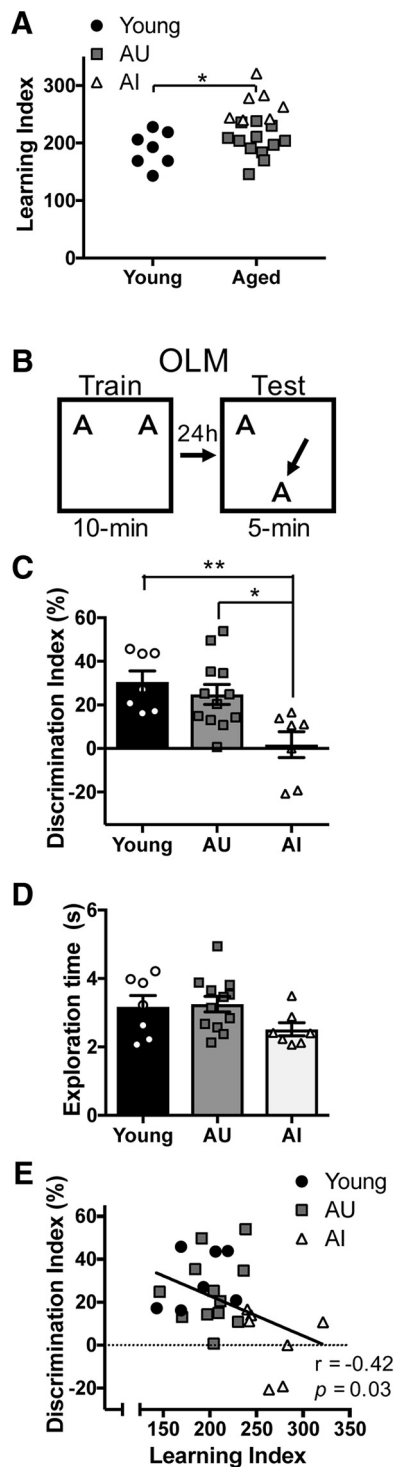 A
Young
AU
AI
*
Learning Index
300
200
100
0
Young Aged
B
OLM
Train Test
A A 24h A
A
10-min 5-min
C
**
*
Discrimination Index (%)
60
40
20
0
-20
Young AU AI
D
Exploration time (s)
6
4
2
0
Young AU AI
E
Young
AU
AI
Discrimination Index (%)
60
40
20
0
-20
r = -0.42
p = 0.03
150 200 250 300 350
Learning Index